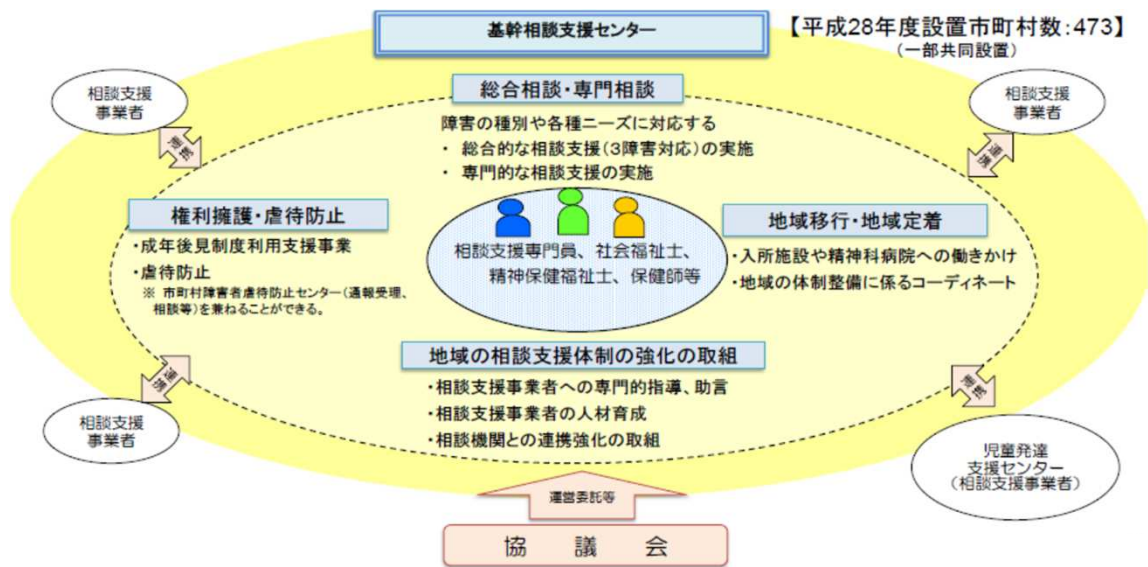 基幹相談支援センター
【平成28年度設置市町村数:473】
(一部共同設置)
相談支援
事業者
連携
相談支援
事業者
連携
総合相談・専門相談
障害の種別や各種ニーズに対応する
・ 総合的な相談支援(3障害対応)の実施
・ 専門的な相談支援の実施
権利擁護・虐待防止
・成年後見制度利用支援事業
・虐待防止
※ 市町村障害者虐待防止センター(通報受理、
相談等)を兼ねることができる。
相談支援専門員、社会福祉士、
精神保健福祉士、保健師等
地域移行・地域定着
・入所施設や精神科病院への働きかけ
・地域の体制整備に係るコーディネート
地域の相談支援体制の強化の取組
・相談支援事業者への専門的指導、助言
・相談支援事業者の人材育成
・相談機関との連携強化の取組
連携
相談支援
事業者
連携
児童発達
支援センター
(相談支援事業者)
運営委託等
協 議 会